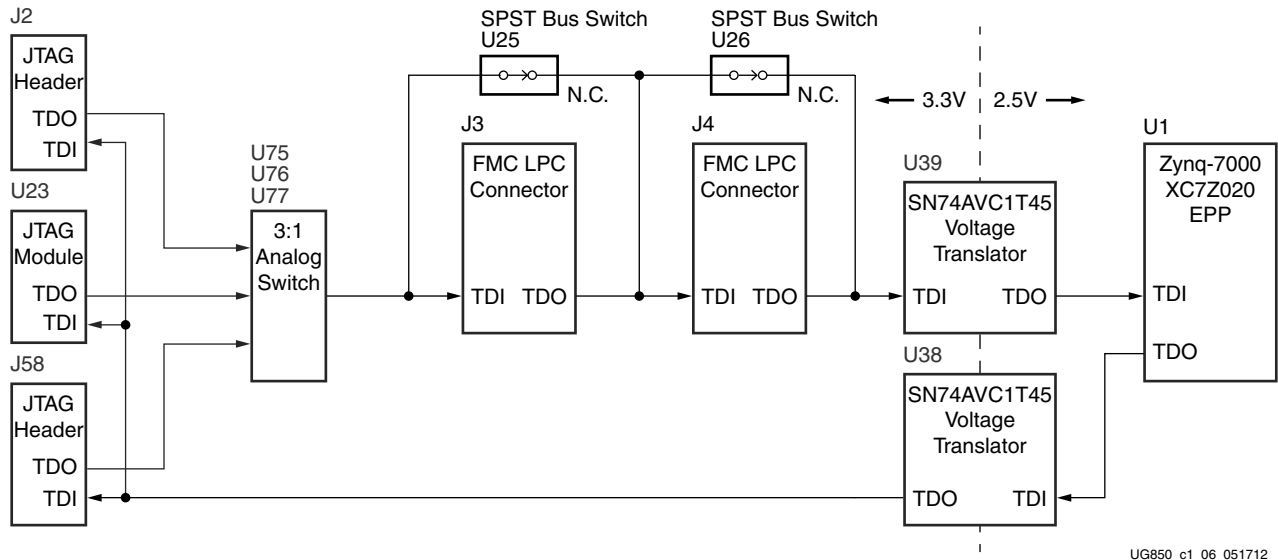 J2
JTAG
Header
TDO
TDI
U23
JTAG
Module
TDO
TDI
J58
JTAG
Header
TDO
TDI
U75
U76
U77
3:1
Analog
Switch
SPST Bus Switch
U25
N.C.
J3
FMC LPC
Connector
TDI TDO
SPST Bus Switch
U26
N.C.
J4
FMC LPC
Connector
TDI TDO
3.3V 2.5V
U39
SN74AVC1T45
Voltage
Translator
TDI TDO
U38
SN74AVC1T45
Voltage
Translator
TDO TDI
U1
Zynq-7000
XC7Z020
EPP
TDI
TDO
UG850_c1_06_051712